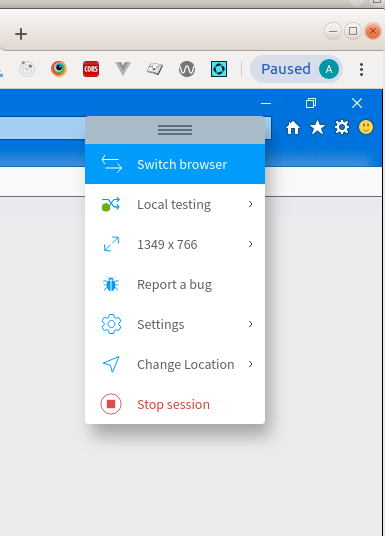 CORS
Paused A
Switch browser
Local testing
1349 x 766
Report a bug
Settings
Change Location
Stop session